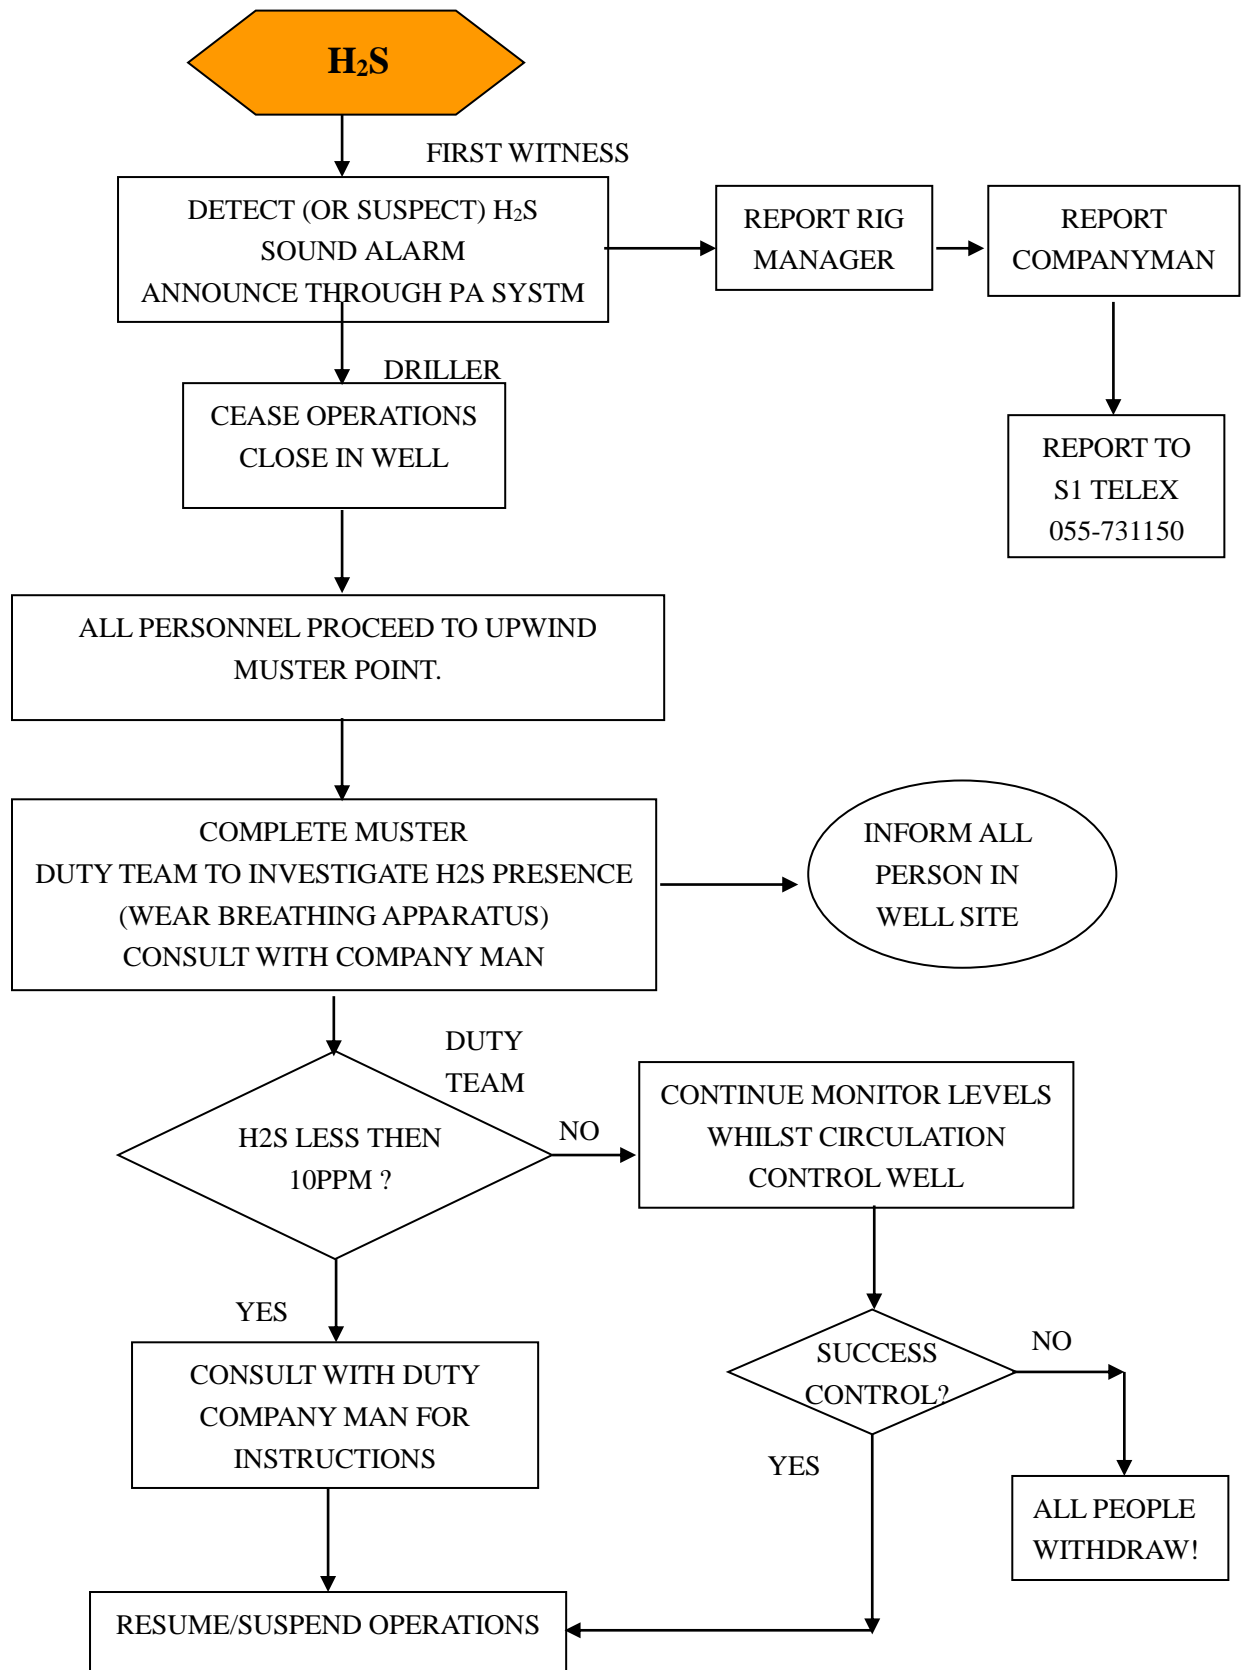 H₂S
FIRST WITNESS
DETECT (OR SUSPECT) H₂S
SOUND ALARM
ANNOUNCE THROUGH PA SYSTM
REPORT RIG
MANAGER
REPORT
COMPANYMAN
DRILLER
CEASE OPERATIONS
CLOSE IN WELL
REPORT TO
S1 TELEX
055-731150
ALL PERSONNEL PROCEED TO UPWIND
MUSTER POINT.
COMPLETE MUSTER
DUTY TEAM TO INVESTIGATE H2S PRESENCE
(WEAR BREATHING APPARATUS)
CONSULT WITH COMPANY MAN
INFORM ALL
PERSON IN
WELL SITE
DUTY
TEAM
H2S LESS THEN
10PPM ?
NO
CONTINUE MONITOR LEVELS
WHILST CIRCULATION
CONTROL WELL
YES
CONSULT WITH DUTY
COMPANY MAN FOR
INSTRUCTIONS
SUCCESS
CONTROL?
NO
YES
ALL PEOPLE
WITHDRAW!
RESUME/SUSPEND OPERATIONS